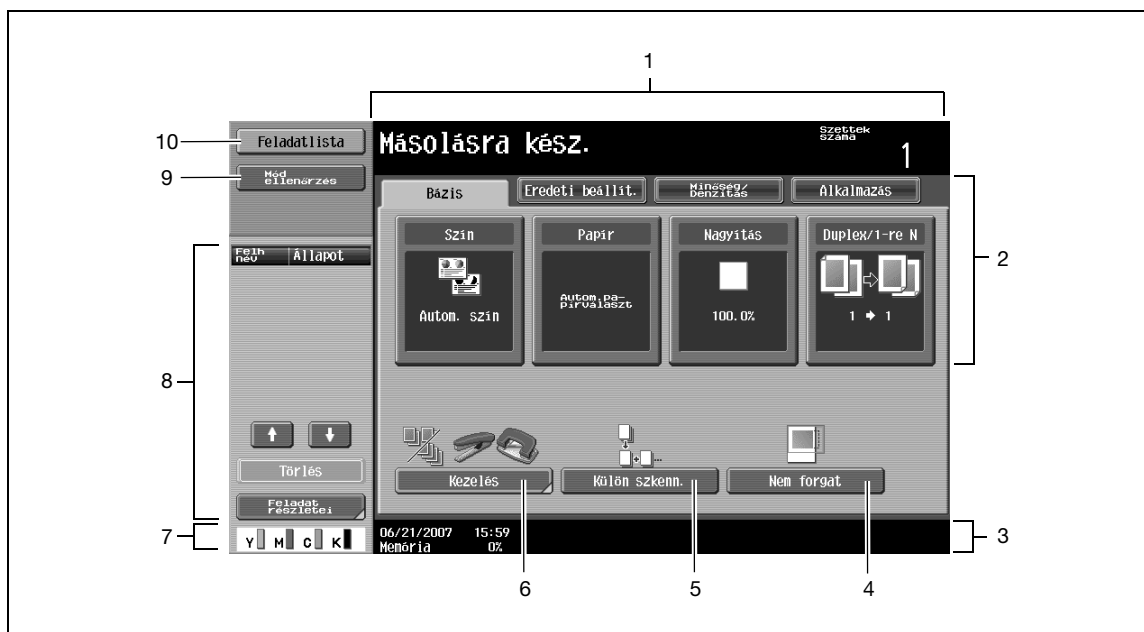 1
10
Feladatlista
Másolásra kész.
Szettek
száma
1
9
Mód
ellenőrzés
Bázis
Eredeti beállít.
Minőség/
Denzitás
Alkalmazás
Szín
Papír
Nagyítás
Duplex/1-re N
2
Felh
név
Állapot
Autom. szín
Autom.pa-
pírválaszt
100.0%
1 → 1
8
Törlés
Kezelés
Külön szkenn.
Nem forgat
Feladat
részletei
7
Y M C K
06/21/2007 15:59
Memória 0%
3
6
5
4